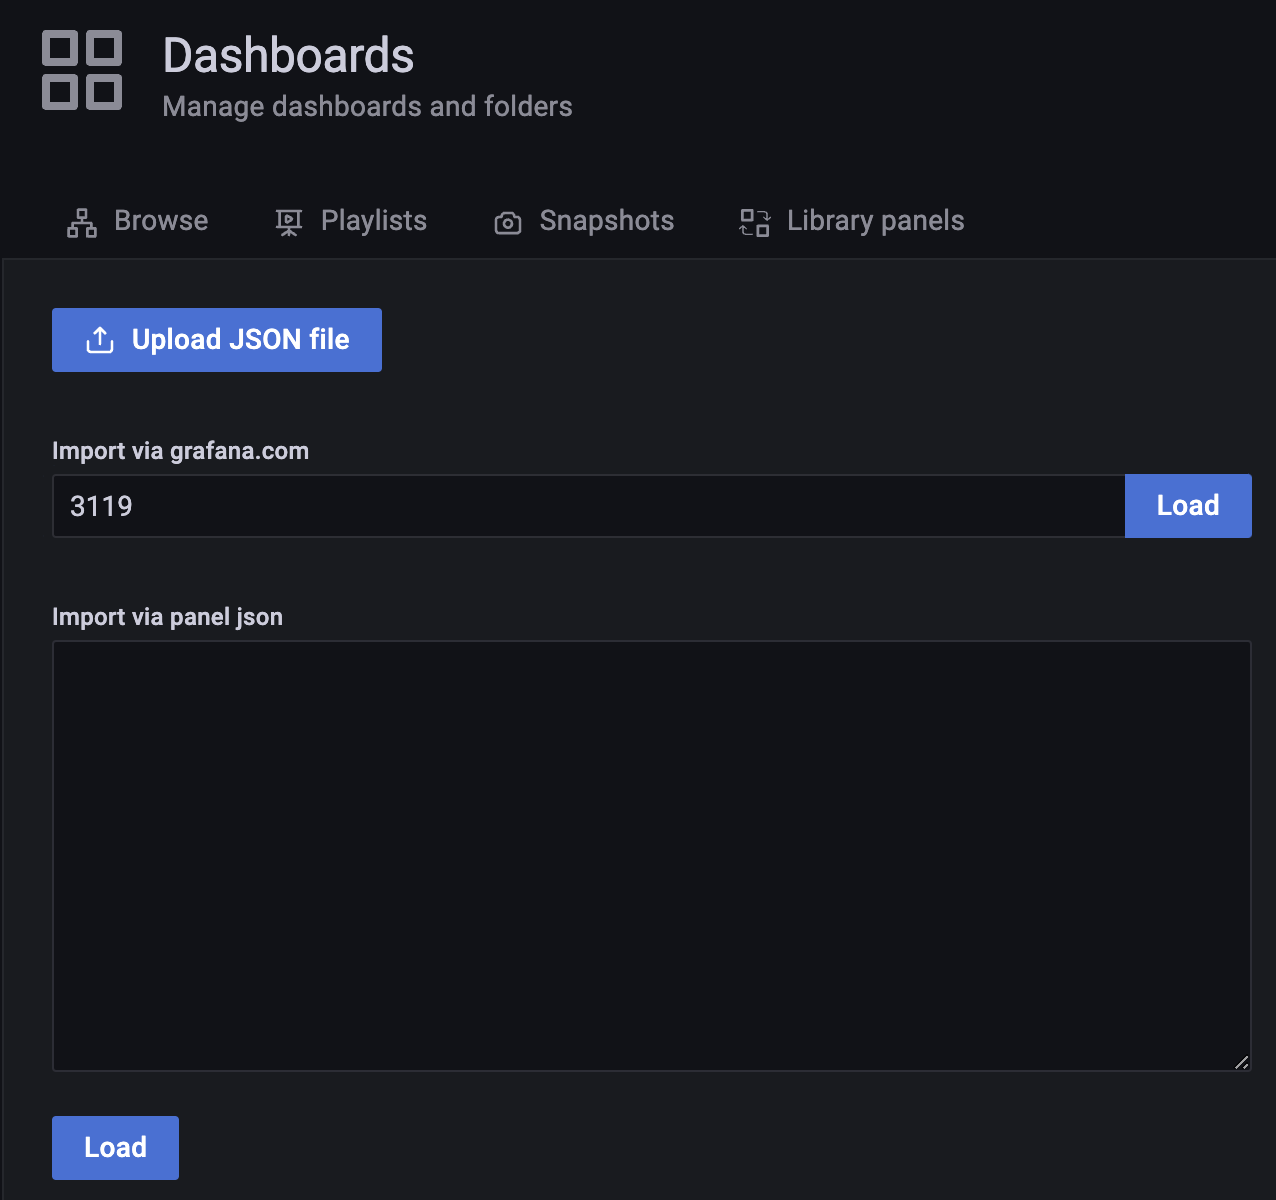 Dashboards
Manage dashboards and folders
Browse Playlists Snapshots Library panels
Upload JSON file
Import via grafana.com
3119 Load
Import via panel json
Load